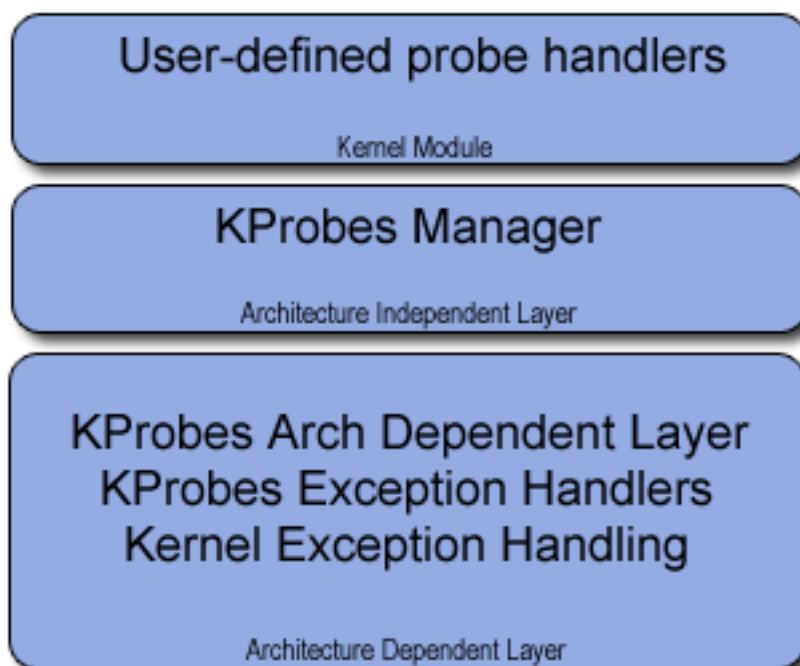 User-defined probe handlers
Kernel Module
KProbes Manager
Architecture Independent Layer
KProbes Arch Dependent Layer
KProbes Exception Handlers
Kernel Exception Handling
Architecture Dependent Layer